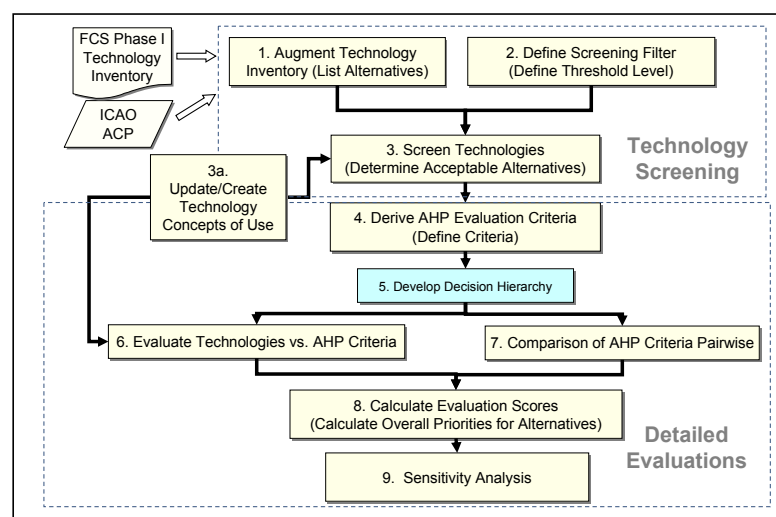 FCS Phase I
Technology
Inventory
ICAO
ACP
1. Augment Technology
Inventory (List Alternatives)
2. Define Screening Filter
(Define Threshold Level)
3. Screen Technologies
(Determine Acceptable Alternatives)
Technology
Screening
3a.
Update/Create
Technology
Concepts of Use
4. Derive AHP Evaluation Criteria
(Define Criteria)
5. Develop Decision Hierarchy
6. Evaluate Technologies vs. AHP Criteria
7. Comparison of AHP Criteria Pairwise
8. Calculate Evaluation Scores
(Calculate Overall Priorities for Alternatives)
Detailed
Evaluations
9. Sensitivity Analysis